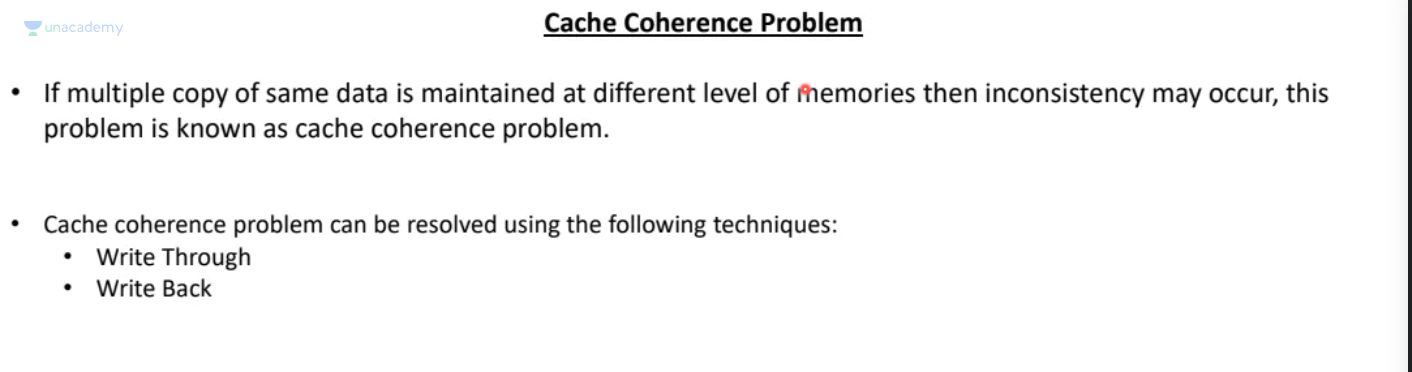 unacademy
Cache Coherence Problem
• If multiple copy of same data is maintained at different level of memories then inconsistency may occur, this
problem is known as cache coherence problem.
• Cache coherence problem can be resolved using the following techniques:
• Write Through
• Write Back